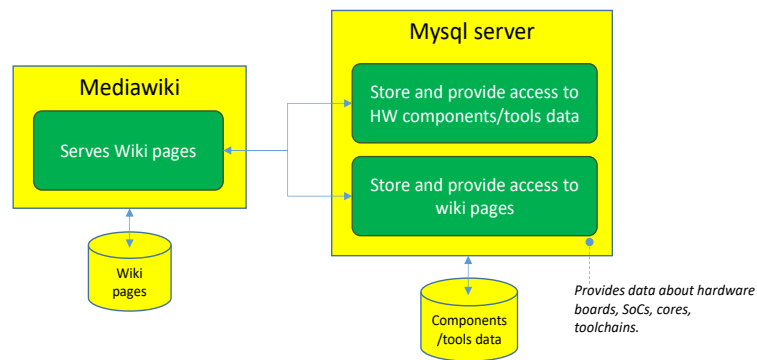 Mediawiki
Serves Wiki pages
Wiki
pages
Mysql server
Store and provide access to
HW components/tools data
Store and provide access to
wiki pages
Components
/tools data
Provides data about hardware
boards, SoCs, cores,
toolchains.